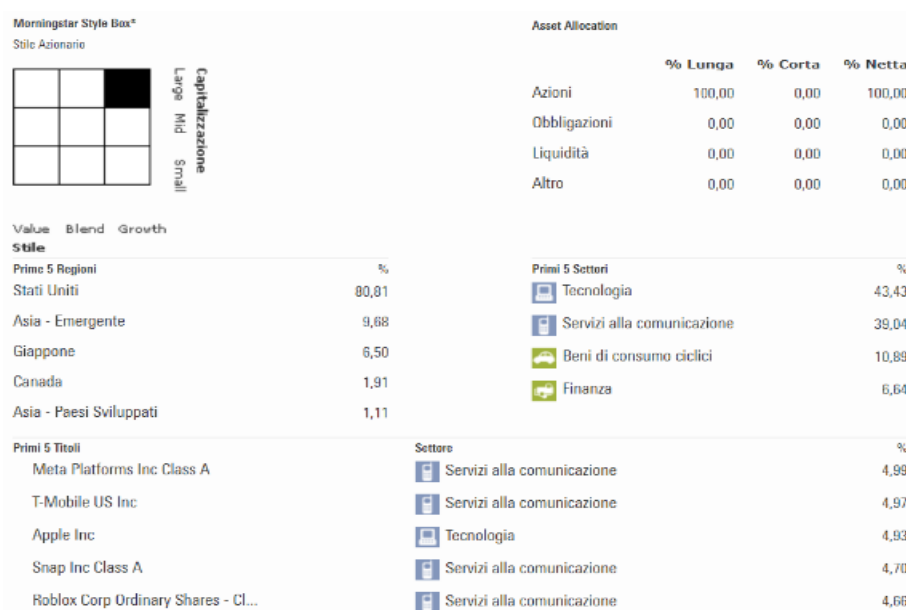 Morningstar Style Box®
Stile Azionario
Capitalizzazione
Large Mid Small
Value Blend Growth
Stile
Asset Allocation
% Lunga % Corta % Netta
Azioni 100,00 0,00 100,00
Obbligazioni 0,00 0,00 0,00
Liquidità 0,00 0,00 0,00
Altro 0,00 0,00 0,00
Prime 5 Regioni %
Stati Uniti 80,81
Asia - Emergente 9,68
Giappone 6,50
Canada 1,91
Asia - Paesi Sviluppati 1,11
Primi 5 Settori %
Tecnologia 43,43
Servizi alla comunicazione 39,04
Beni di consumo ciclici 10,89
Finanza 6,64
Primi 5 Titoli Settore %
Meta Platforms Inc Class A Servizi alla comunicazione 4,99
T-Mobile US Inc Servizi alla comunicazione 4,97
Apple Inc Tecnologia 4,93
Snap Inc Class A Servizi alla comunicazione 4,70
Roblox Corp Ordinary Shares - Cl... Servizi alla comunicazione 4,66